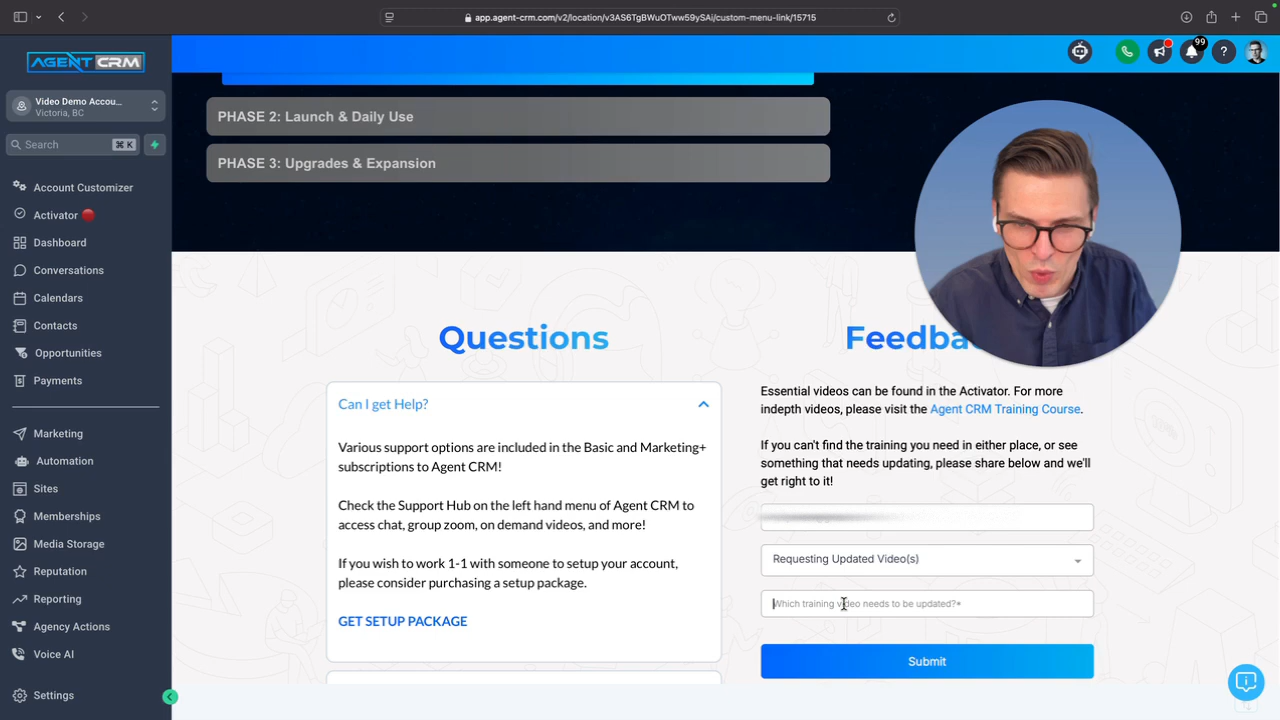 app.agent-crm.com/v2/location/v3AS6TgBWuOTww59ySAi/custom-menu-link/15715
AGENT CRM
Video Demo Accou...
Victoria, BC
Search
⌘ K
99
?
Account Customizer
Activator
Dashboard
Conversations
Calendars
Contacts
Opportunities
Payments
Marketing
Automation
Sites
Memberships
Media Storage
Reputation
Reporting
Agency Actions
Voice AI
Settings
PHASE 2: Launch & Daily Use
PHASE 3: Upgrades & Expansion
Questions
Can I get Help?
Various support options are included in the Basic and Marketing+
subscriptions to Agent CRM!
Check the Support Hub on the left hand menu of Agent CRM to
access chat, group zoom, on demand videos, and more!
If you wish to work 1-1 with someone to setup your account,
please consider purchasing a setup package.
GET SETUP PACKAGE
Feedba
Essential videos can be found in the Activator. For more
indepth videos, please visit the Agent CRM Training Course.
If you can't find the training you need in either place, or see
something that needs updating, please share below and we'll
get right to it!
Requesting Updated Video(s)
Which training video needs to be updated?*
Submit